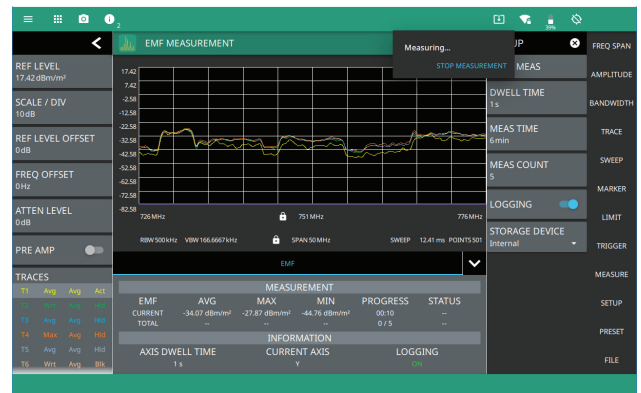 2
39%
EMF MEASUREMENT
Measuring...
STOP MEASUREMENT
UP
MEAS
REF LEVEL
17.42 dBm/m²
SCALE / DIV
10 dB
REF LEVEL OFFSET
0 dB
FREQ OFFSET
0 Hz
ATTEN LEVEL
0 dB
PRE AMP
TRACES
T1 Avg Avg Act
Avg Avg Hld
T4 Max Avg Hld
T5 Avg Avg Hld
T6 Wrt Avg Blk
17.42
7.42
-2.58
-12.58
-22.58
-32.58
-42.58
-52.58
-62.58
-72.58
-82.58
726 MHz 751 MHz 776 MHz
RBW 500 kHz VBW 166.6667 kHz SPAN 50 MHz SWEEP 12.41 ms POINTS 501
EMF
MEASUREMENT
EMF AVG MAX MIN PROGRESS STATUS
CURRENT -34.07 dBm/m² -27.87 dBm/m² -44.76 dBm/m² 00:10 --
TOTAL -- -- -- 0 / 5 --
INFORMATION
AXIS DWELL TIME CURRENT AXIS LOGGING
1 s Y ON
DWELL TIME
1 s
MEAS TIME
6min
MEAS COUNT
5
LOGGING
STORAGE DEVICE
Internal
FREQ SPAN
AMPLITUDE
BANDWIDTH
TRACE
SWEEP
MARKER
LIMIT
TRIGGER
MEASURE
SETUP
PRESET
FILE